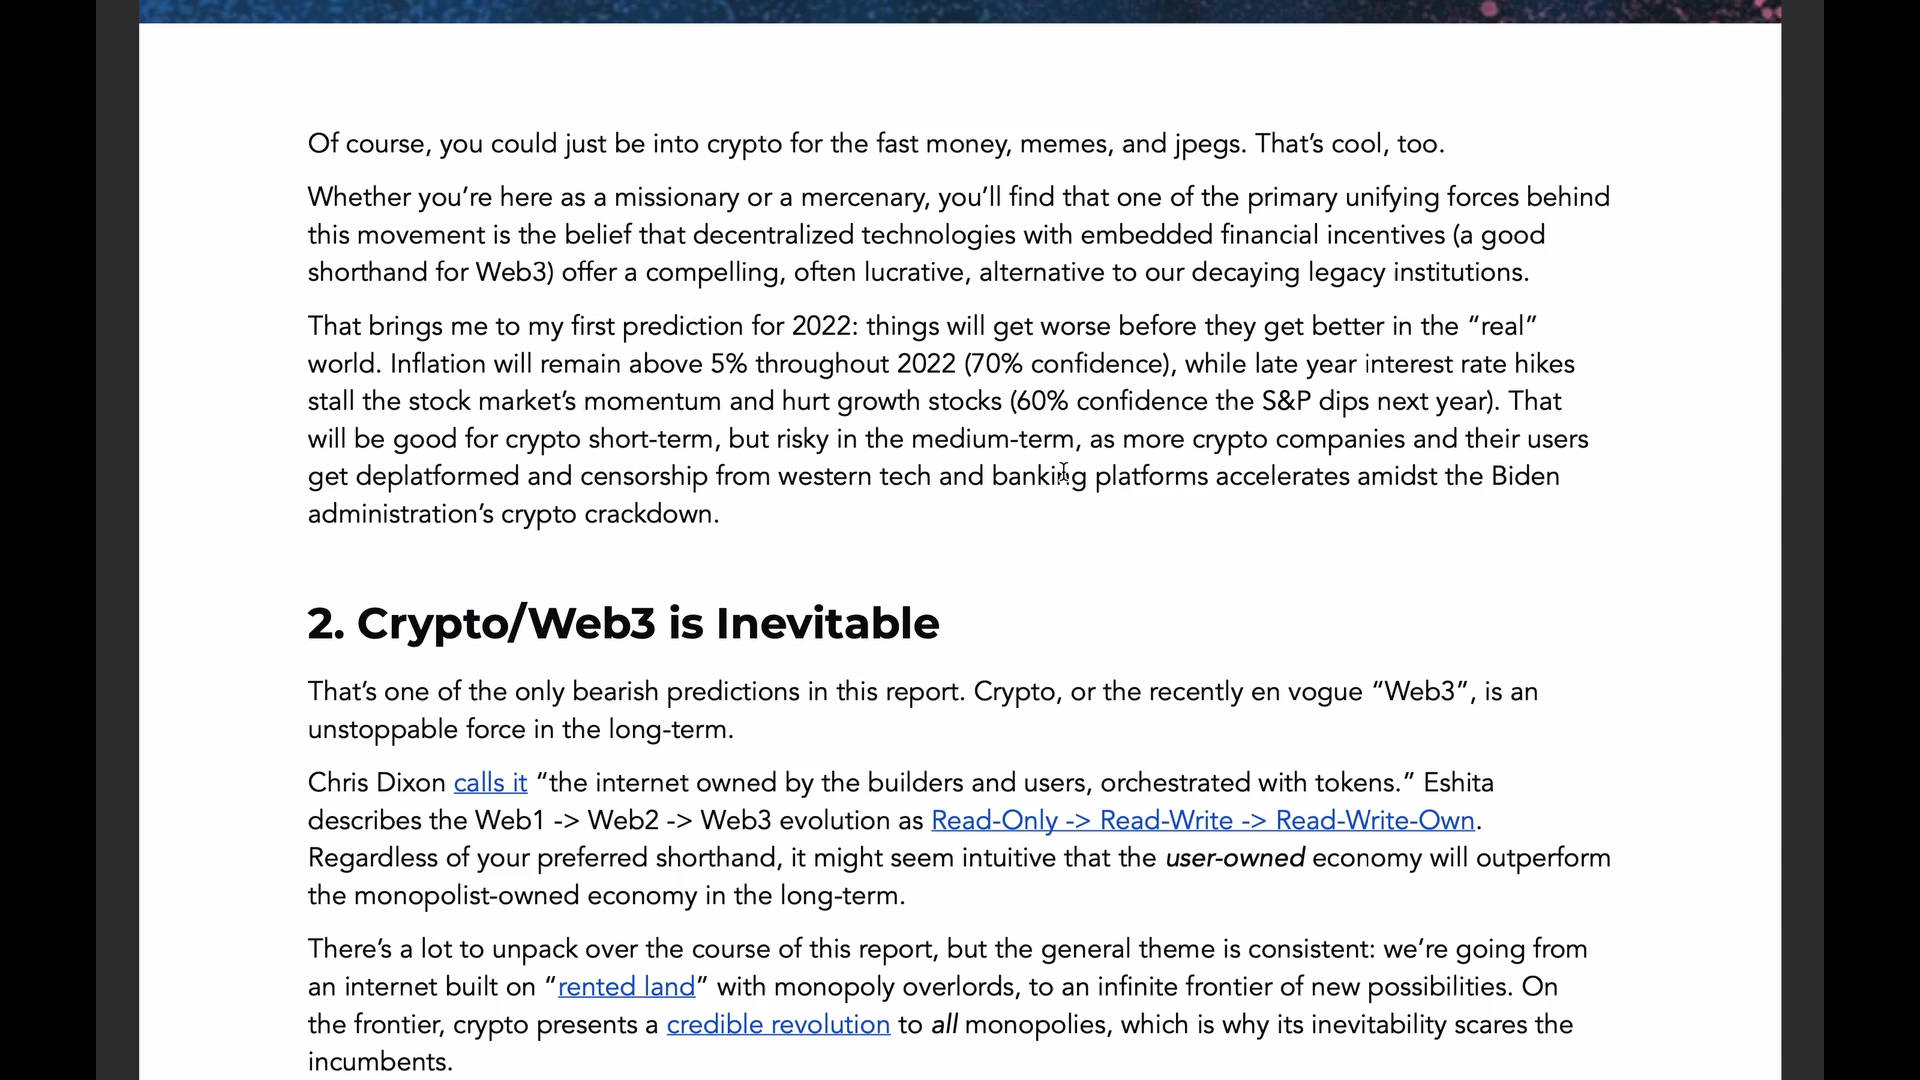 Of course, you could just be into crypto for the fast money, memes, and jpegs. That’s cool, too.
Whether you’re here as a missionary or a mercenary, you’ll find that one of the primary unifying forces behind
this movement is the belief that decentralized technologies with embedded financial incentives (a good
shorthand for Web3) offer a compelling, often lucrative, alternative to our decaying legacy institutions.
That brings me to my first prediction for 2022: things will get worse before they get better in the “real”
world. Inflation will remain above 5% throughout 2022 (70% confidence), while late year interest rate hikes
stall the stock market’s momentum and hurt growth stocks (60% confidence the S&P dips next year). That
will be good for crypto short-term, but risky in the medium-term, as more crypto companies and their users
get deplatformed and censorship from western tech and banking platforms accelerates amidst the Biden
administration’s crypto crackdown.
2. Crypto/Web3 is Inevitable
That’s one of the only bearish predictions in this report. Crypto, or the recently en vogue “Web3”, is an
unstoppable force in the long-term.
Chris Dixon calls it “the internet owned by the builders and users, orchestrated with tokens.” Eshita
describes the Web1 -> Web2 -> Web3 evolution as Read-Only -> Read-Write -> Read-Write-Own.
Regardless of your preferred shorthand, it might seem intuitive that the user-owned economy will outperform
the monopolist-owned economy in the long-term.
There’s a lot to unpack over the course of this report, but the general theme is consistent: we’re going from
an internet built on “rented land” with monopoly overlords, to an infinite frontier of new possibilities. On
the frontier, crypto presents a credible revolution to all monopolies, which is why its inevitability scares the
incumbents.